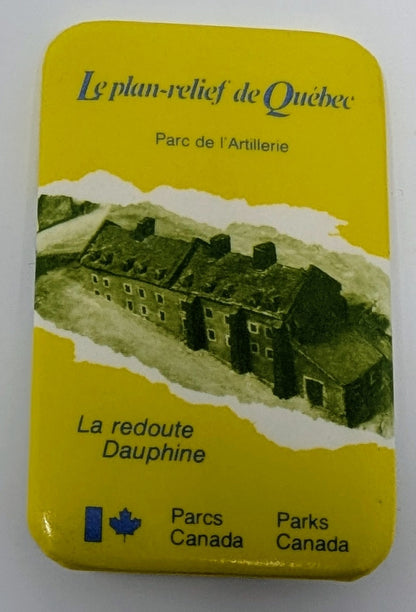 Le plan-relief de Québec
Parc de l'Artillerie
La redoute
Dauphine
Parcs Parks
Canada Canada